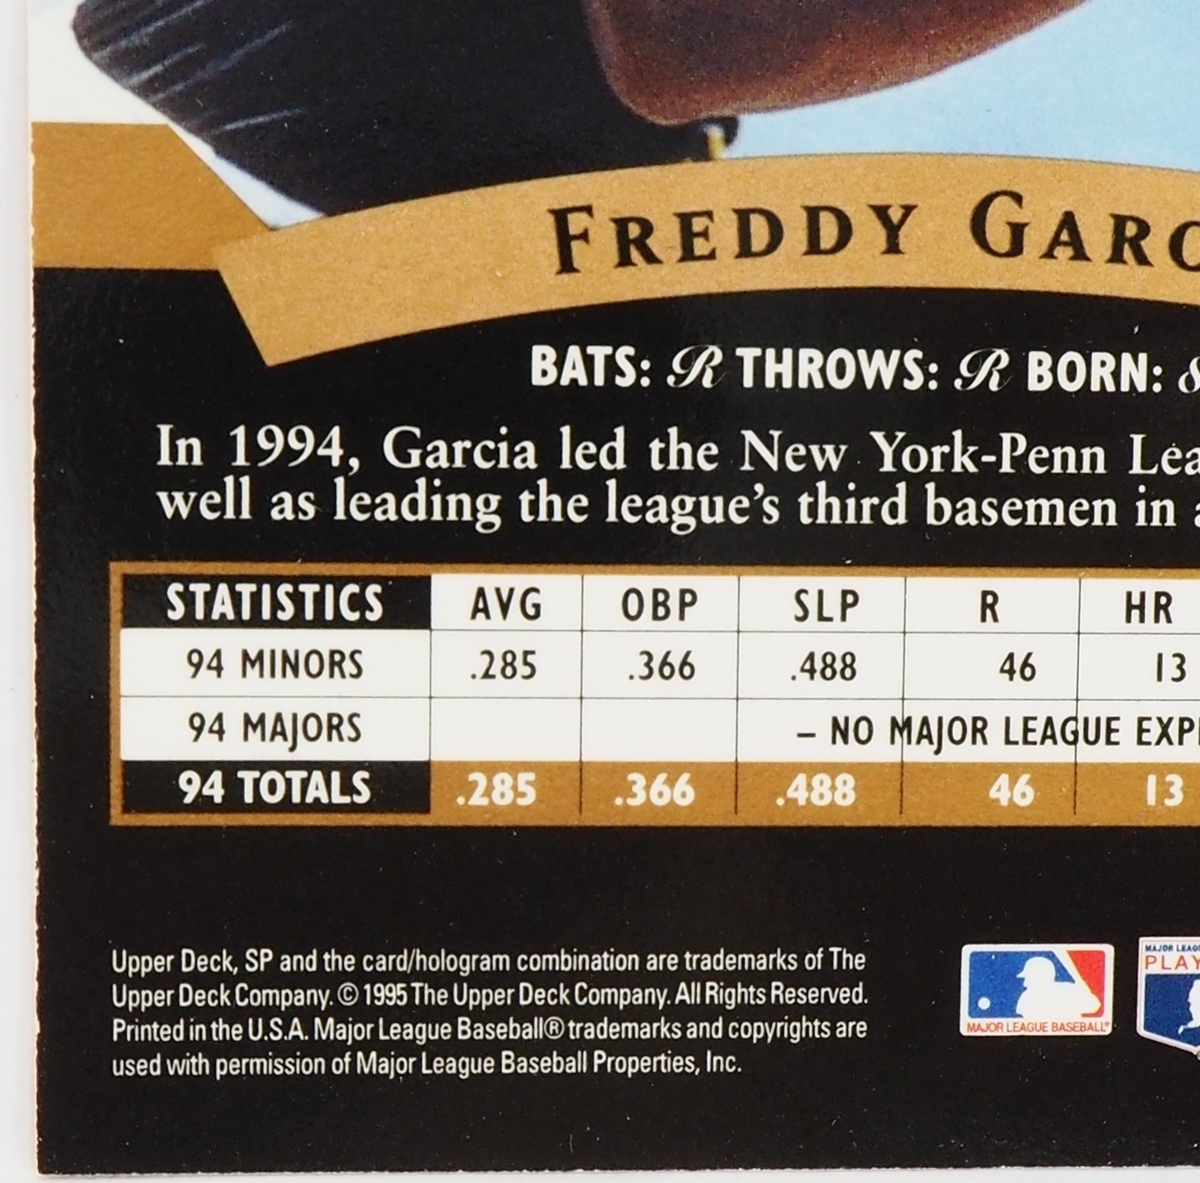 FREDDY GARC
BATS: R THROWS: R BORN:
In 1994, Garcia led the New York-Penn Lea
well as leading the league's third basemen in a
STATISTICS AVG OBP SLP R HR
94 MINORS .285 .366 .488 46 13
94 MAJORS – NO MAJOR LEAGUE EXP
94 TOTALS .285 .366 .488 46 13
Upper Deck, SP and the card/hologram combination are trademarks of The
Upper Deck Company. © 1995 The Upper Deck Company. All Rights Reserved.
Printed in the U.S.A. Major League Baseball® trademarks and copyrights are
used with permission of Major League Baseball Properties, Inc.
MAJOR LEAGUE BASEBALL®
MAJOR LEAG
PLAY